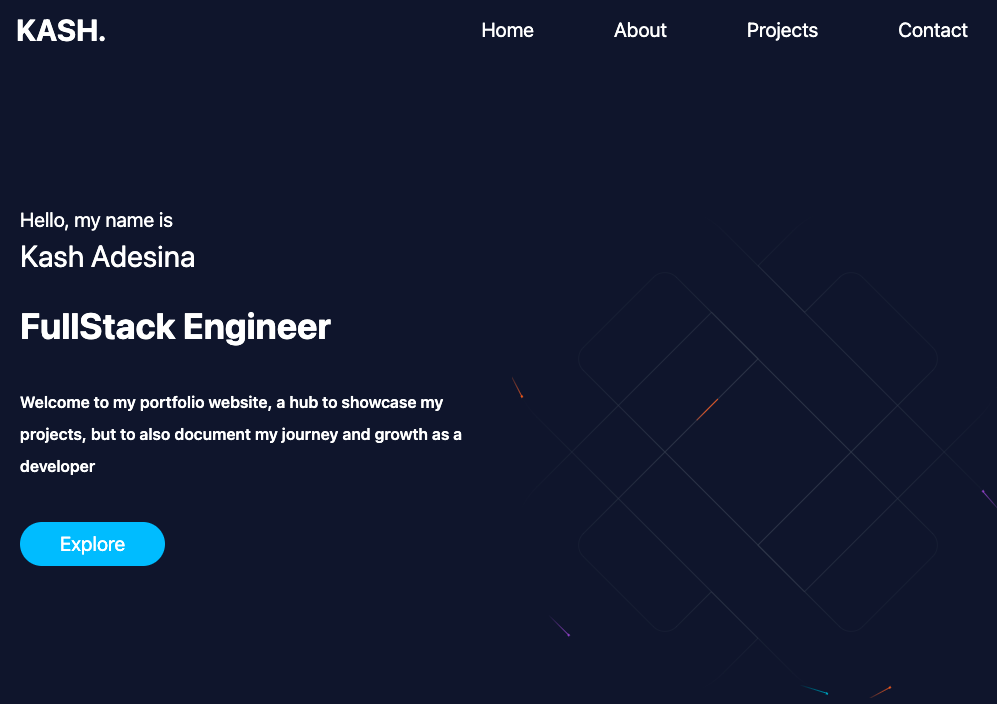 KASH.
Home About Projects Contact
Hello, my name is
Kash Adesina
FullStack Engineer
Welcome to my portfolio website, a hub to showcase my
projects, but to also document my journey and growth as a
developer
Explore